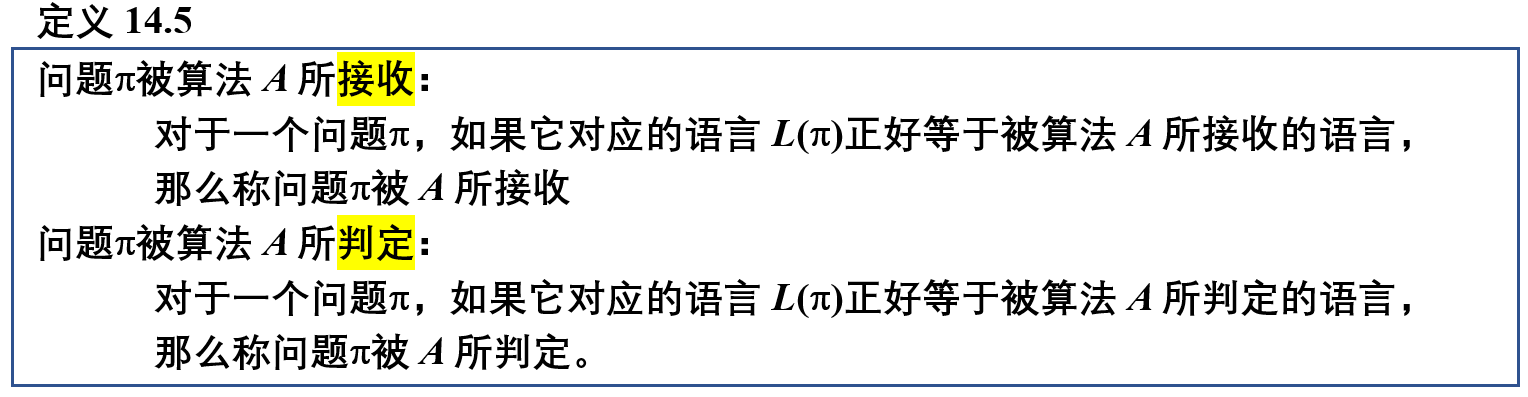 定义 14.5
问题π被算法 A 所接收：
对于一个问题π，如果它对应的语言 L(π)正好等于被算法 A 所接收的语言，
那么称问题π被 A 所接收
问题π被算法 A 所判定：
对于一个问题π，如果它对应的语言 L(π)正好等于被算法 A 所判定的语言，
那么称问题π被 A 所判定。